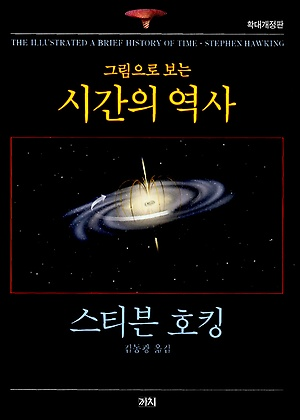 확대개정판
THE ILLUSTRATED A BRIEF HISTORY OF TIME · STEPHEN HAWKING
그림으로 보는
시간의 역사
스티븐 호킹
김동광 옮김
까치